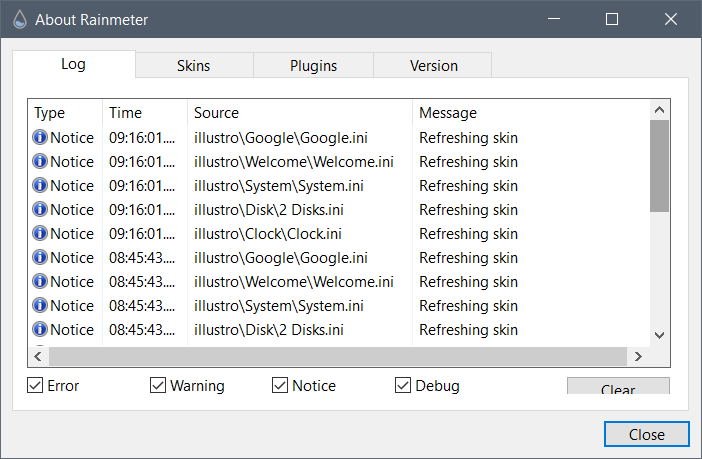 About Rainmeter
Log Skins Plugins Version
Type Time Source Message
Notice 09:16:01.... illustro\Google\Google.ini Refreshing skin
Notice 09:16:01.... illustro\Welcome\Welcome.ini Refreshing skin
Notice 09:16:01.... illustro\System\System.ini Refreshing skin
Notice 09:16:01.... illustro\Disk\2 Disks.ini Refreshing skin
Notice 09:16:01.... illustro\Clock\Clock.ini Refreshing skin
Notice 08:45:43.... illustro\Google\Google.ini Refreshing skin
Notice 08:45:43.... illustro\Welcome\Welcome.ini Refreshing skin
Notice 08:45:43.... illustro\System\System.ini Refreshing skin
Notice 08:45:43.... illustro\Disk\2 Disks.ini Refreshing skin
Error Warning Notice Debug Clear
Close